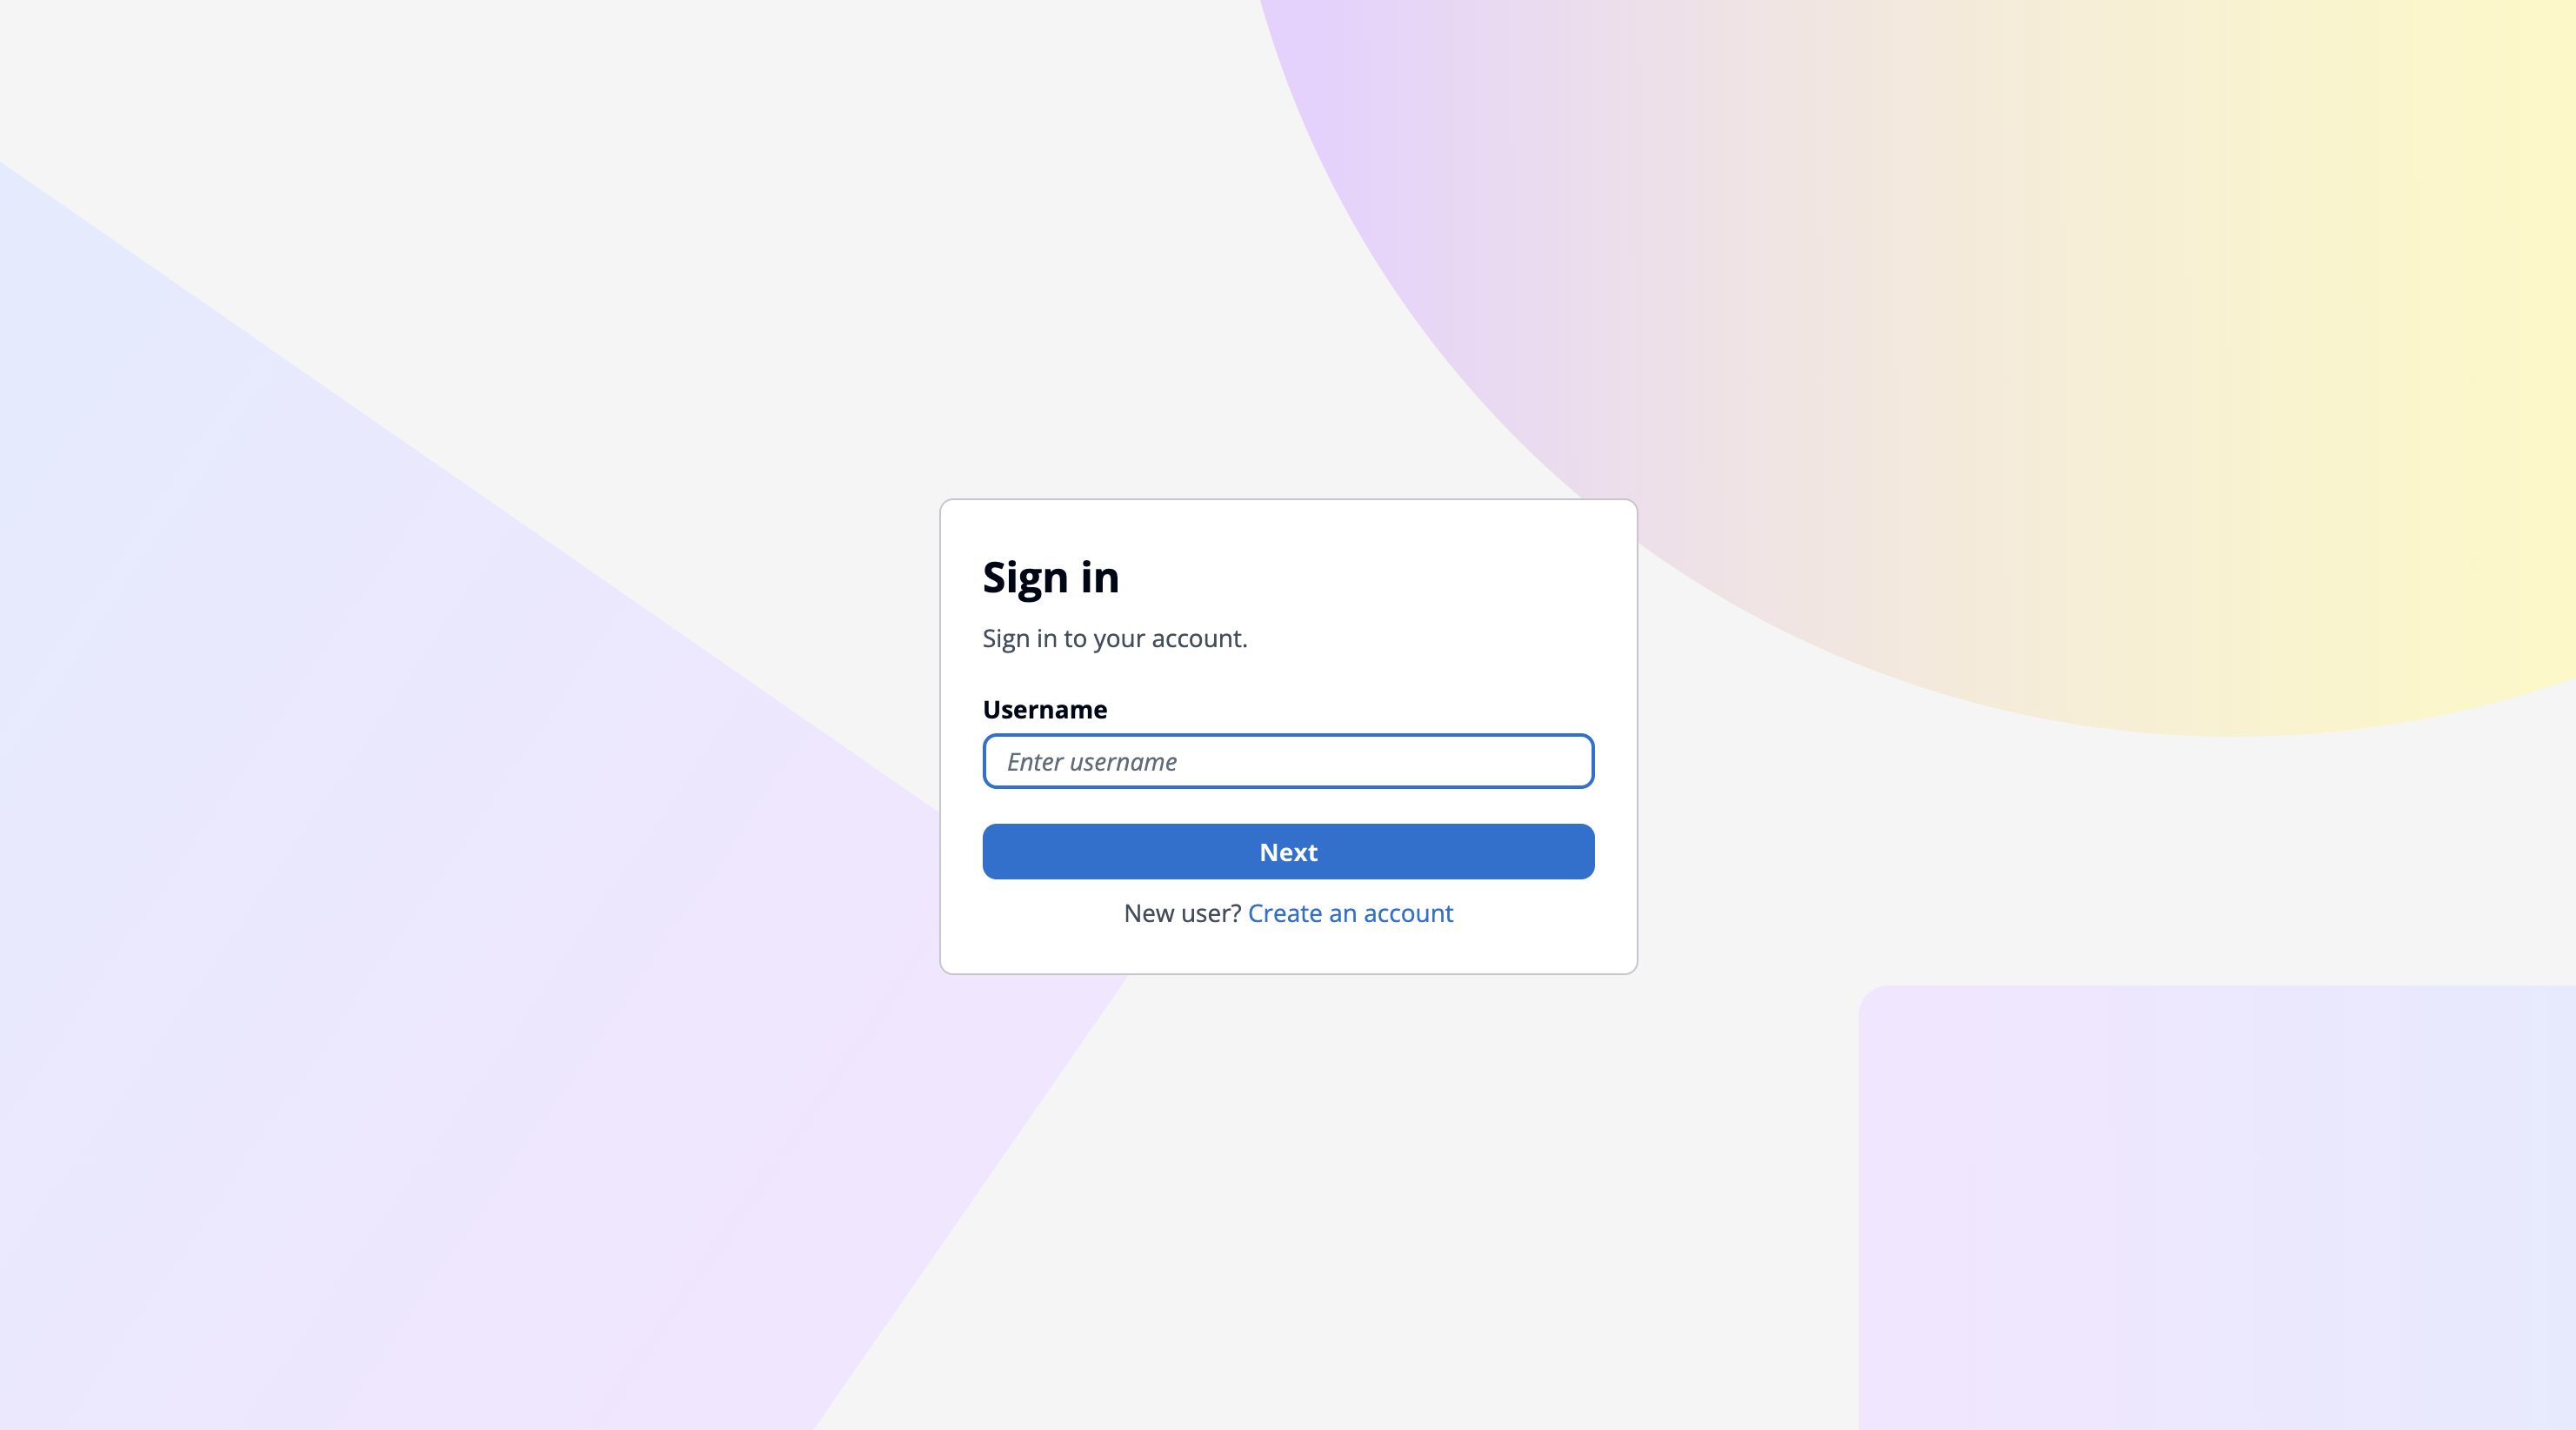 Sign in
Sign in to your account.
Username
Enter username
Next
New user? Create an account